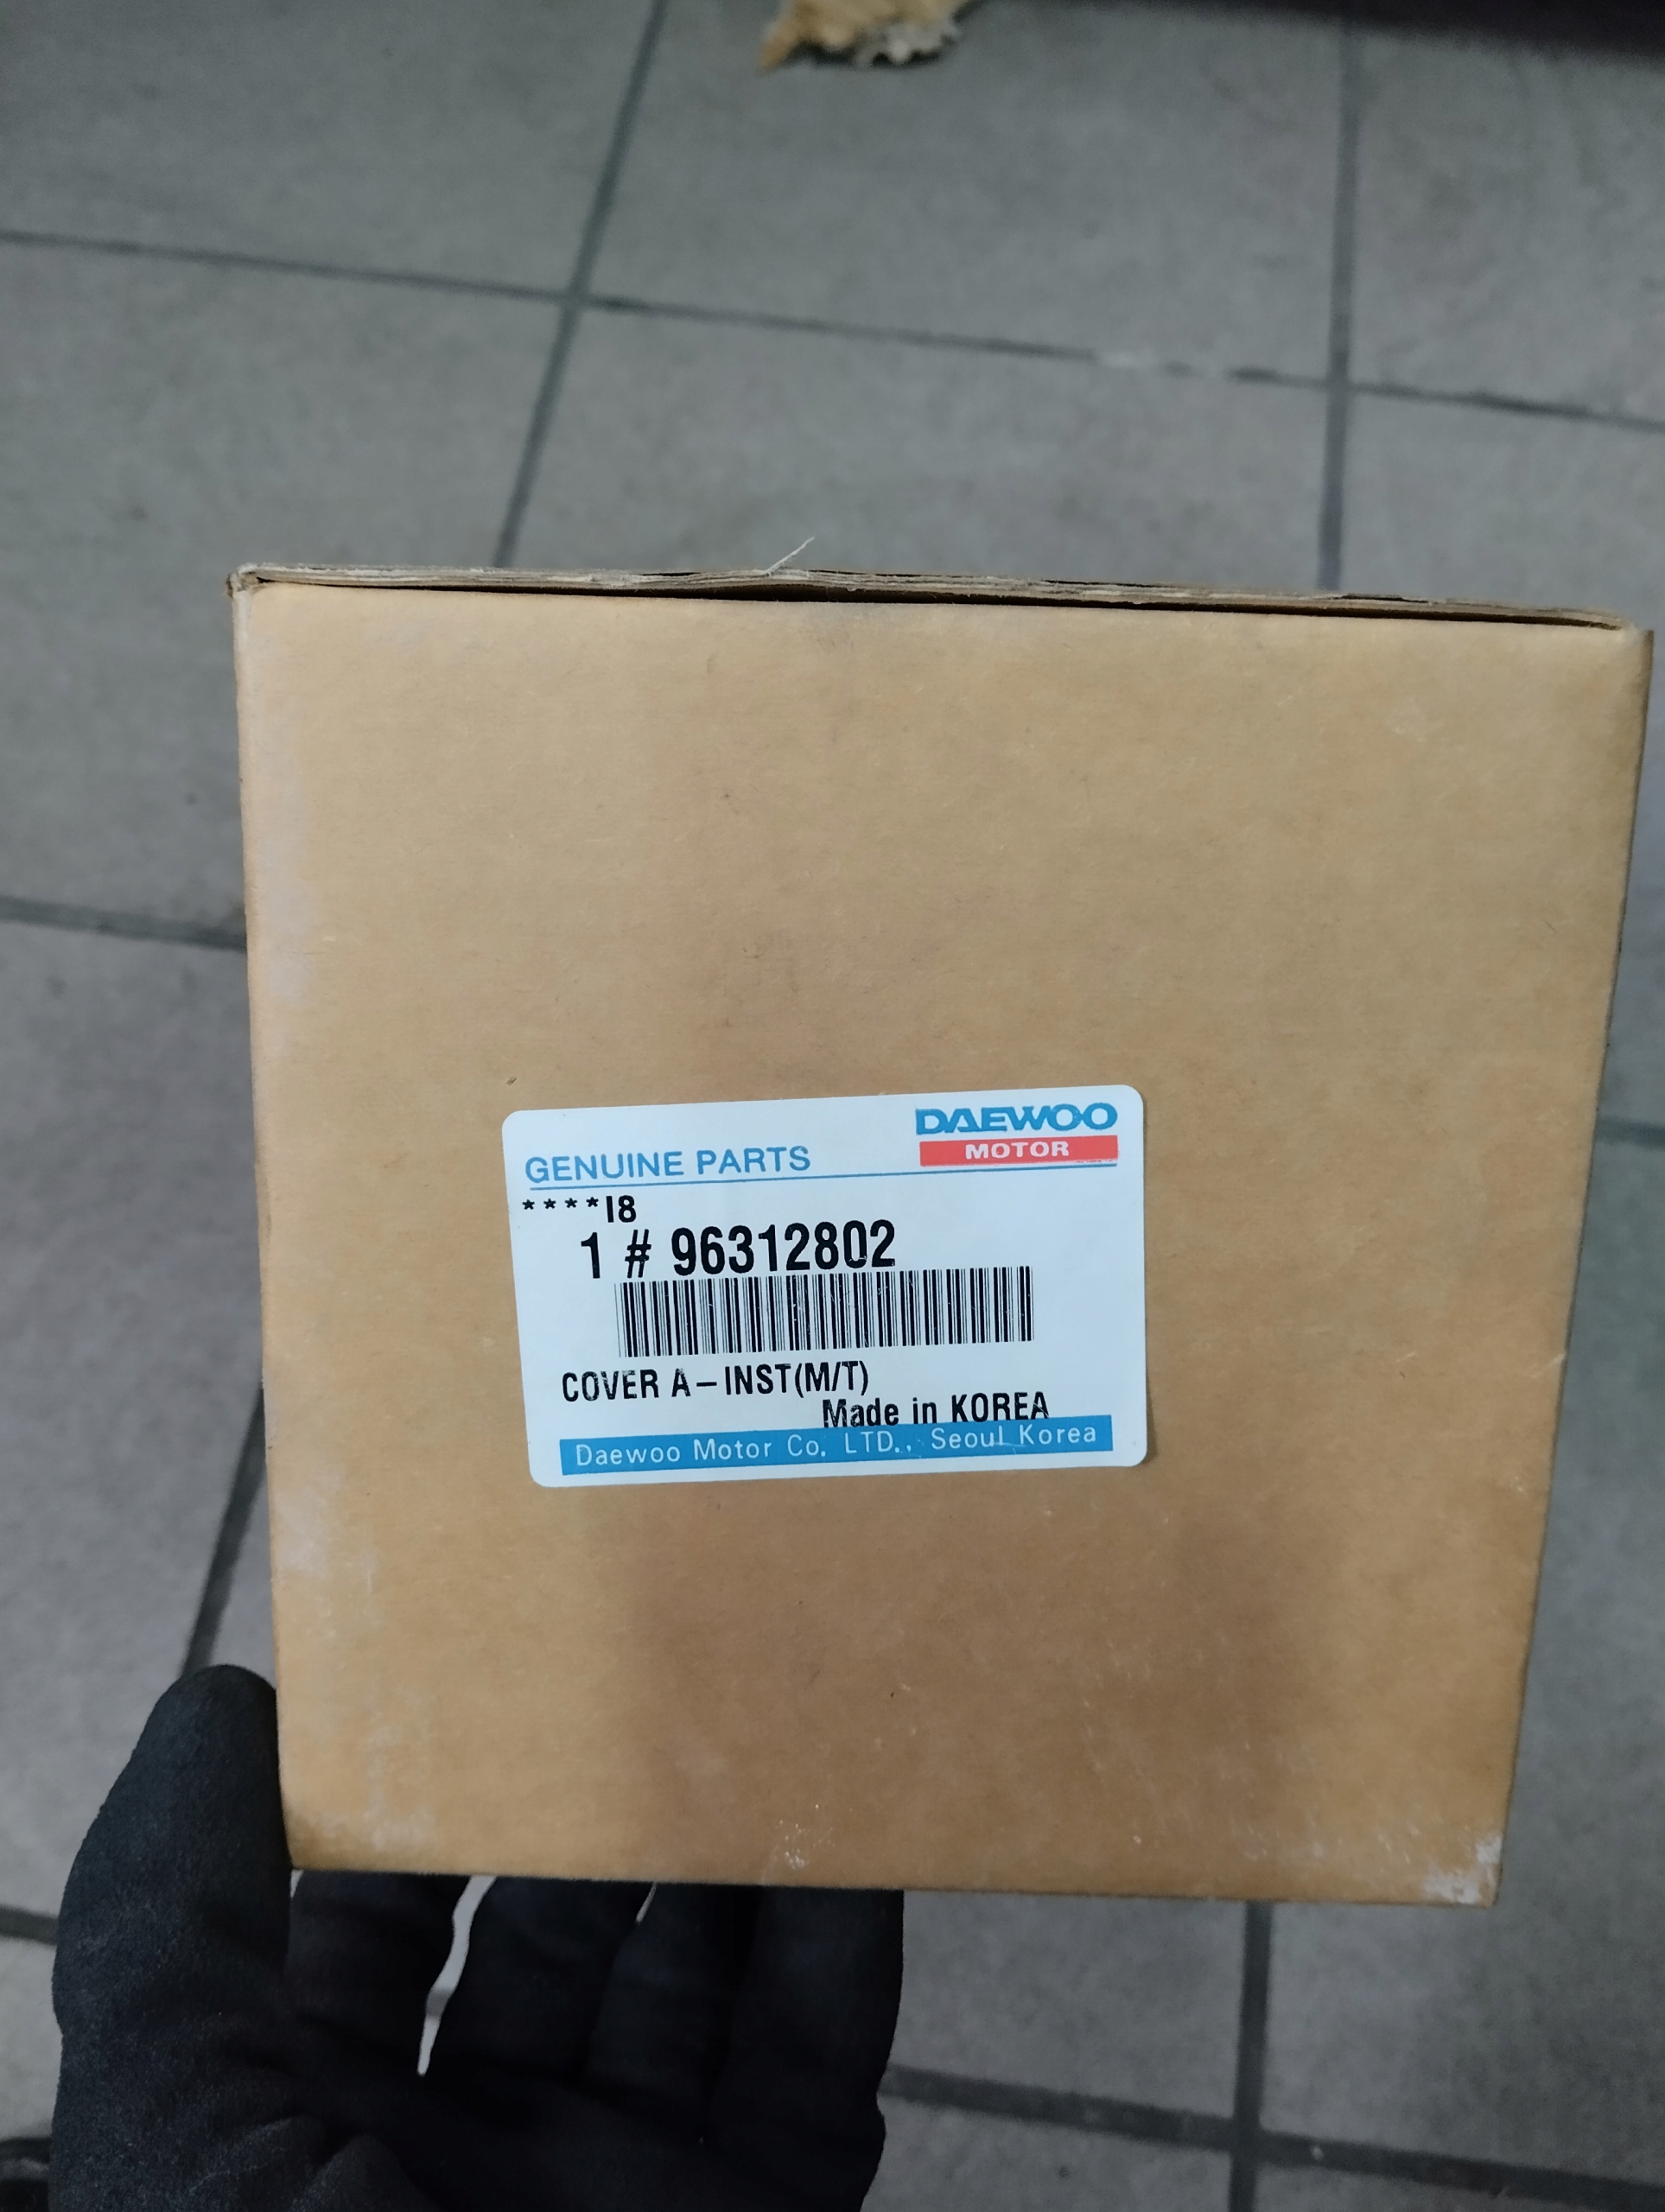 DAEWOO
MOTOR
GENUINE PARTS
****I8
1 # 96312802
COVER A-INST(M/T)
Made in KOREA
Daewoo Motor Co. LTD., Seoul Korea